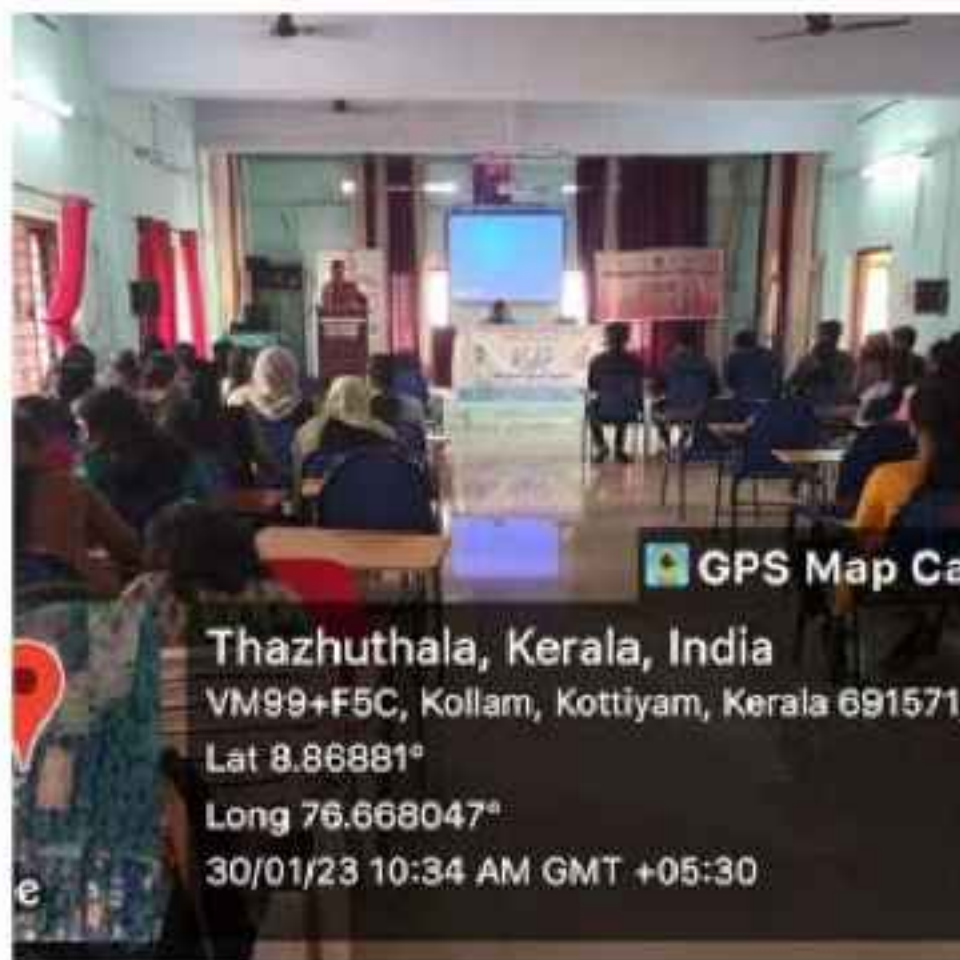 GPS Map Ca
Thazhuthala, Kerala, India
VM99+F5C, Kollam, Kottiyam, Kerala 691571,
Lat 8.86881°
Long 76.668047°
30/01/23 10:34 AM GMT +05:30
e